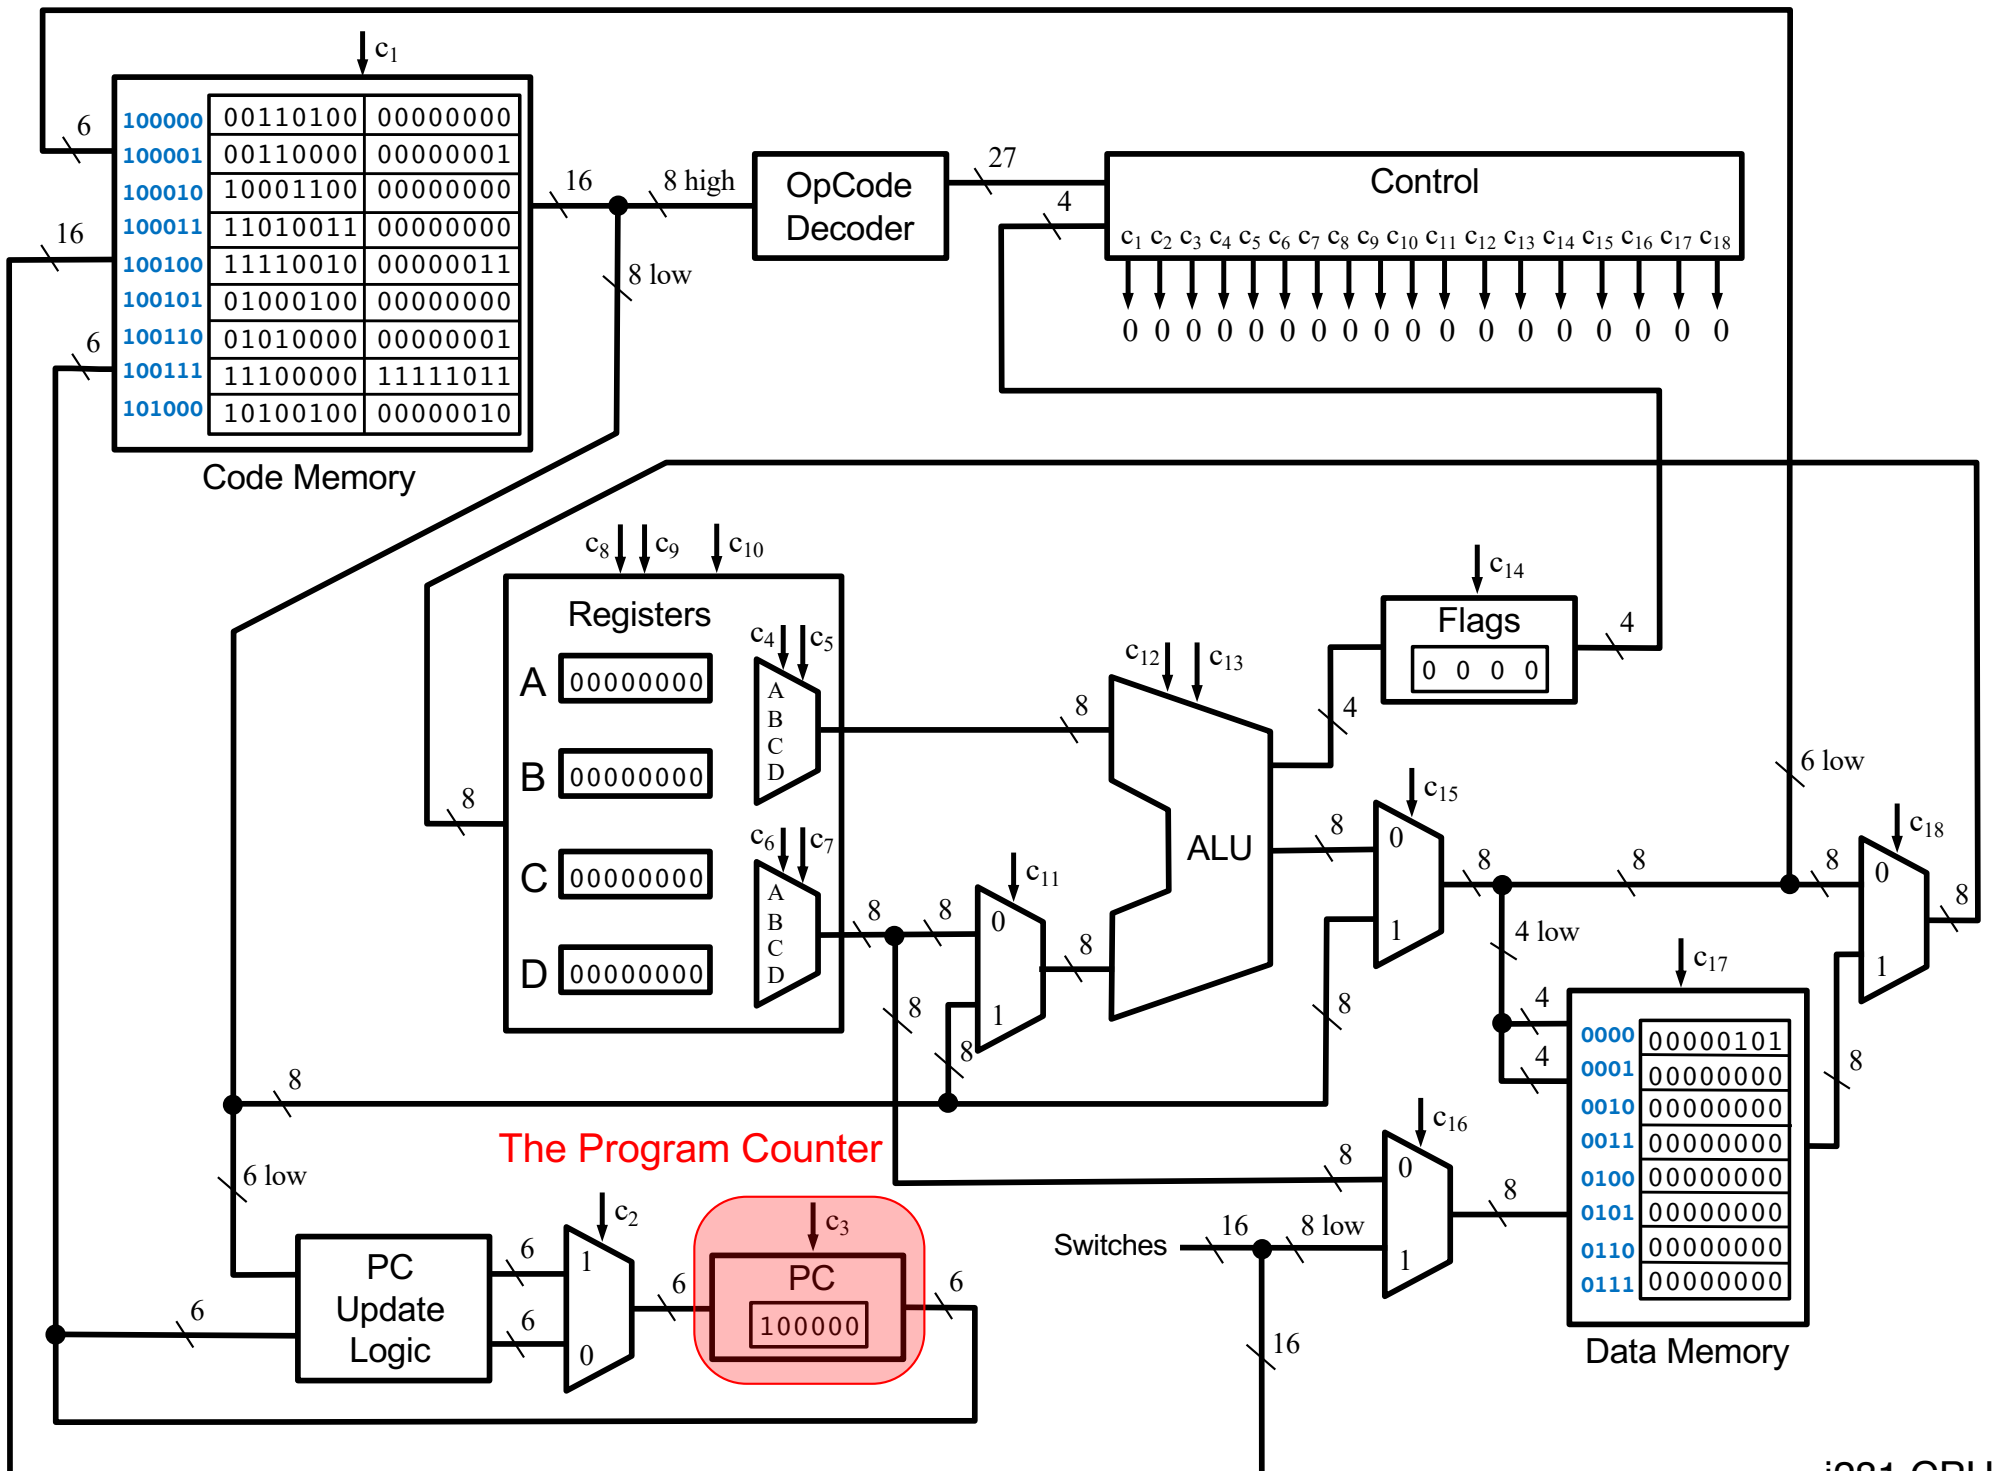 c1
100000 00110100 00000000
100001 00110000 00000001
100010 10001100 00000000
100011 11010011 00000000
100100 11110010 00000011
100101 01000100 00000000
100110 01010000 00000001
100111 11100000 11111011
101000 10100100 00000010
Code Memory
6
16
6
16
8 high
8 low
OpCode
Decoder
27
4
Control
c1 c2 c3 c4 c5 c6 c7 c8 c9 c10 c11 c12 c13 c14 c15 c16 c17 c18
0 0 0 0 0 0 0 0 0 0 0 0 0 0 0 0 0 0
c8 c9 c10
Registers
A 00000000
B 00000000
C 00000000
D 00000000
8
c4 c5
A
B
C
D
c6 c7
A
B
C
D
8
8
8
8
c11
0
1
8
8
c12 c13
ALU
4
8
c14
Flags
0 0 0 0
4
c15
0
1
8
8
8
4 low
8
6 low
8
c18
0
1
8
c17
4
4
0000 00000101
0001 00000000
0010 00000000
0011 00000000
0100 00000000
0101 00000000
0110 00000000
0111 00000000
Data Memory
8
8
The Program Counter
6 low
PC
Update
Logic
6
6
6
c2
1
0
6
c3
PC
100000
6
Switches
16
8 low
16
8
c16
0
1
8